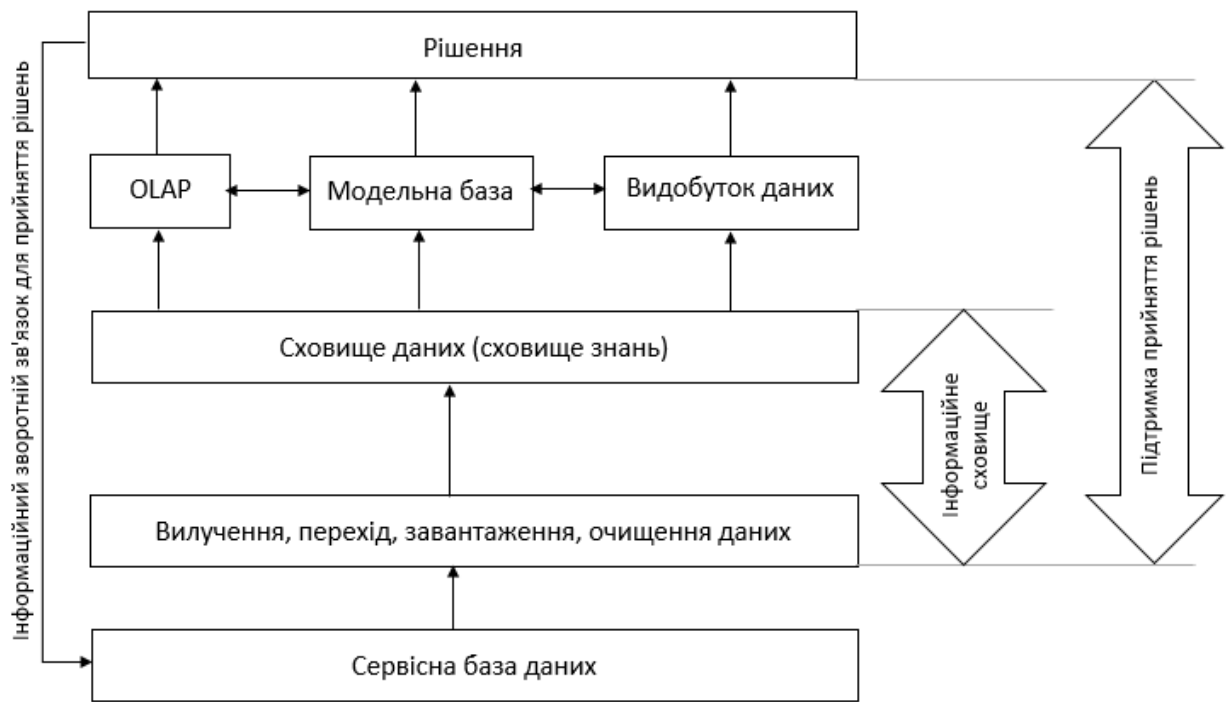 Рішення
OLAP
Модельна база
Видобуток даних
Сховище даних (сховище знань)
Вилучення, перехід, завантаження, очищення даних
Сервісна база даних
Інформаційний зворотній зв'язок для прийняття рішень
Інформаційне
сховище
Підтримка прийняття рішень